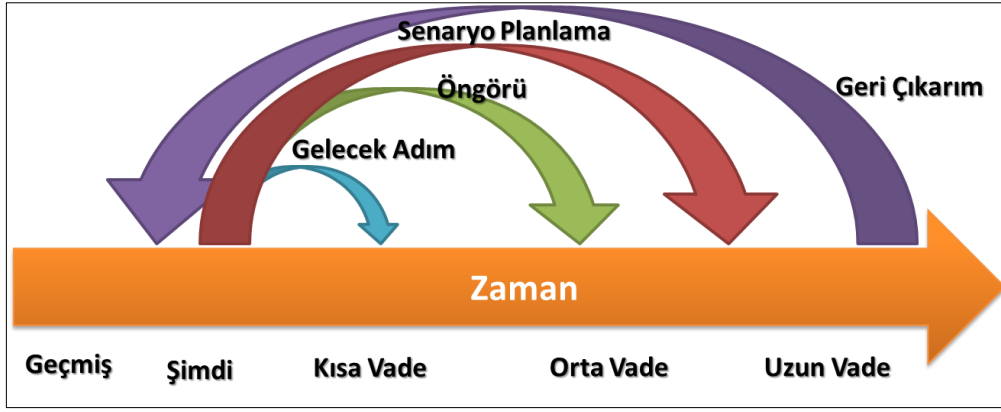 Senaryo Planlama
Öngörü
Geri Çıkarım
Gelecek Adım
Zaman
Geçmiş
Şimdi
Kısa Vade
Orta Vade
Uzun Vade